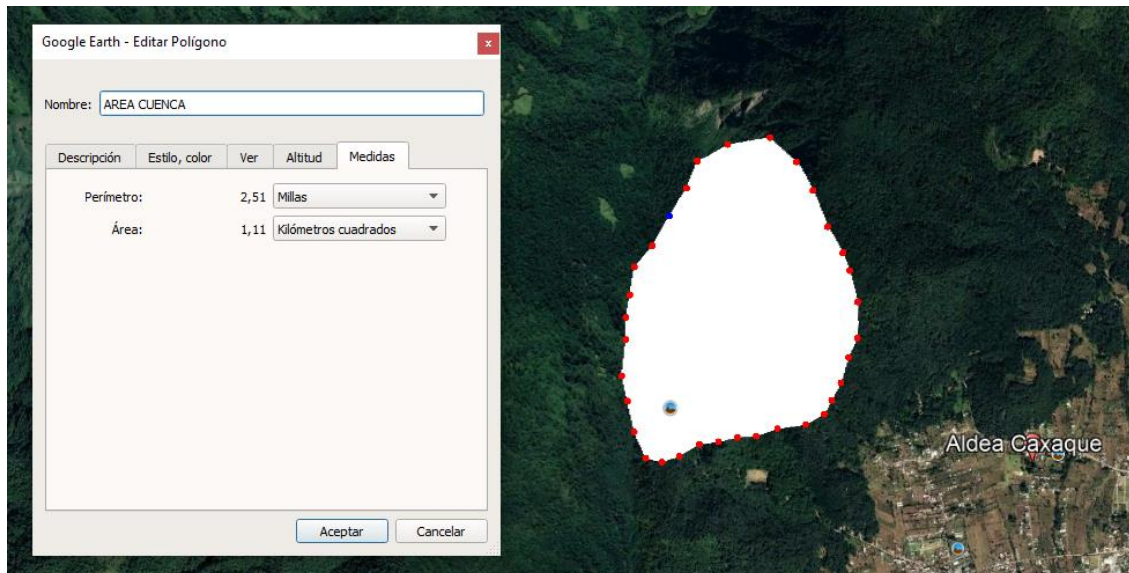 Google Earth - Editar Polígono
x
Nombre: AREA CUENCA
Descripción Estilo, color Ver Altitud Medidas
Perímetro: 2,51 Millas
Área: 1,11 Kilómetros cuadrados
Aldea Caxaque
Aceptar Cancelar